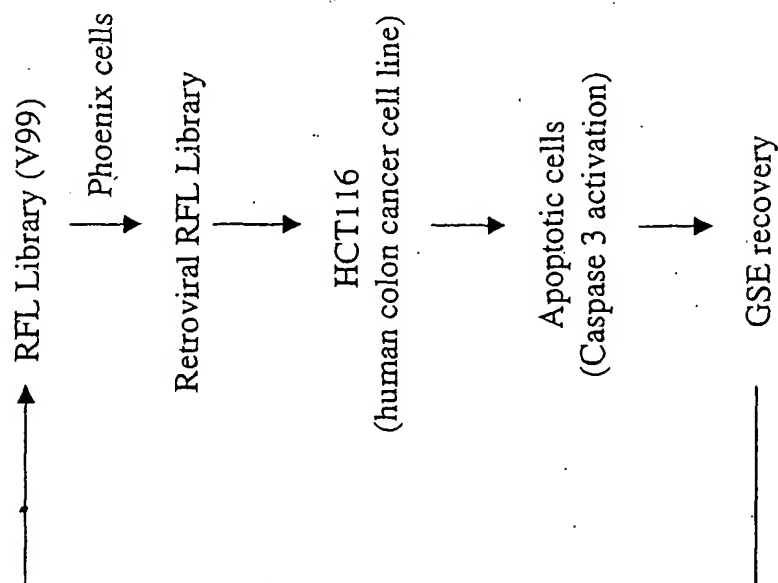 RFL Library (V99)
Phoenix cells
Retroviral RFL Library
HCT116
(human colon cancer cell line)
Apoptotic cells
(Caspase 3 activation)
GSE recovery